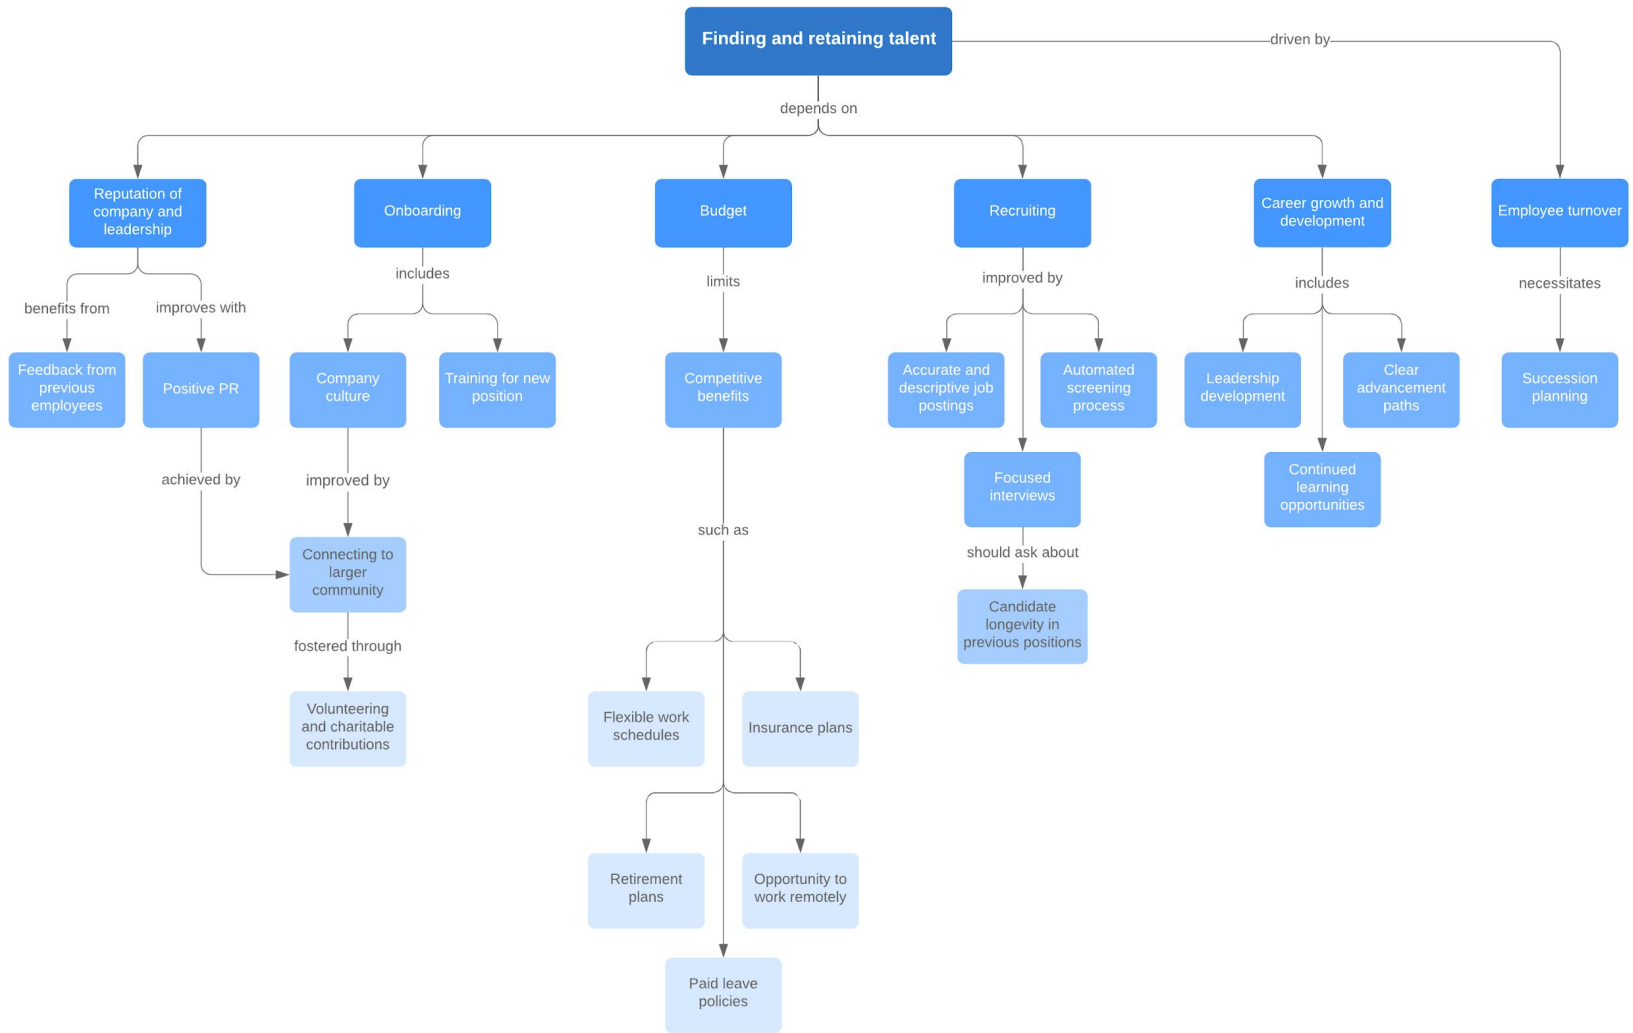 Finding and retaining talent
driven by
depends on
Reputation of
company and
leadership
Onboarding
Budget
Recruiting
Career growth and
development
Employee turnover
includes
improved by
limits
includes
necessitates
benefits from
improves with
Feedback from
previous
employees
Positive PR
Company
culture
Training for new
position
Competitive
benefits
Accurate and
descriptive job
postings
Automated
screening
process
Leadership
development
Clear
advancement
paths
Succession
planning
achieved by
improved by
Focused
interviews
Continued
learning
opportunities
such as
should ask about
Connecting to
larger
community
Candidate
longevity in
previous positions
fostered through
Volunteering
and charitable
contributions
Flexible work
schedules
Insurance plans
Retirement
plans
Opportunity to
work remotely
Paid leave
policies